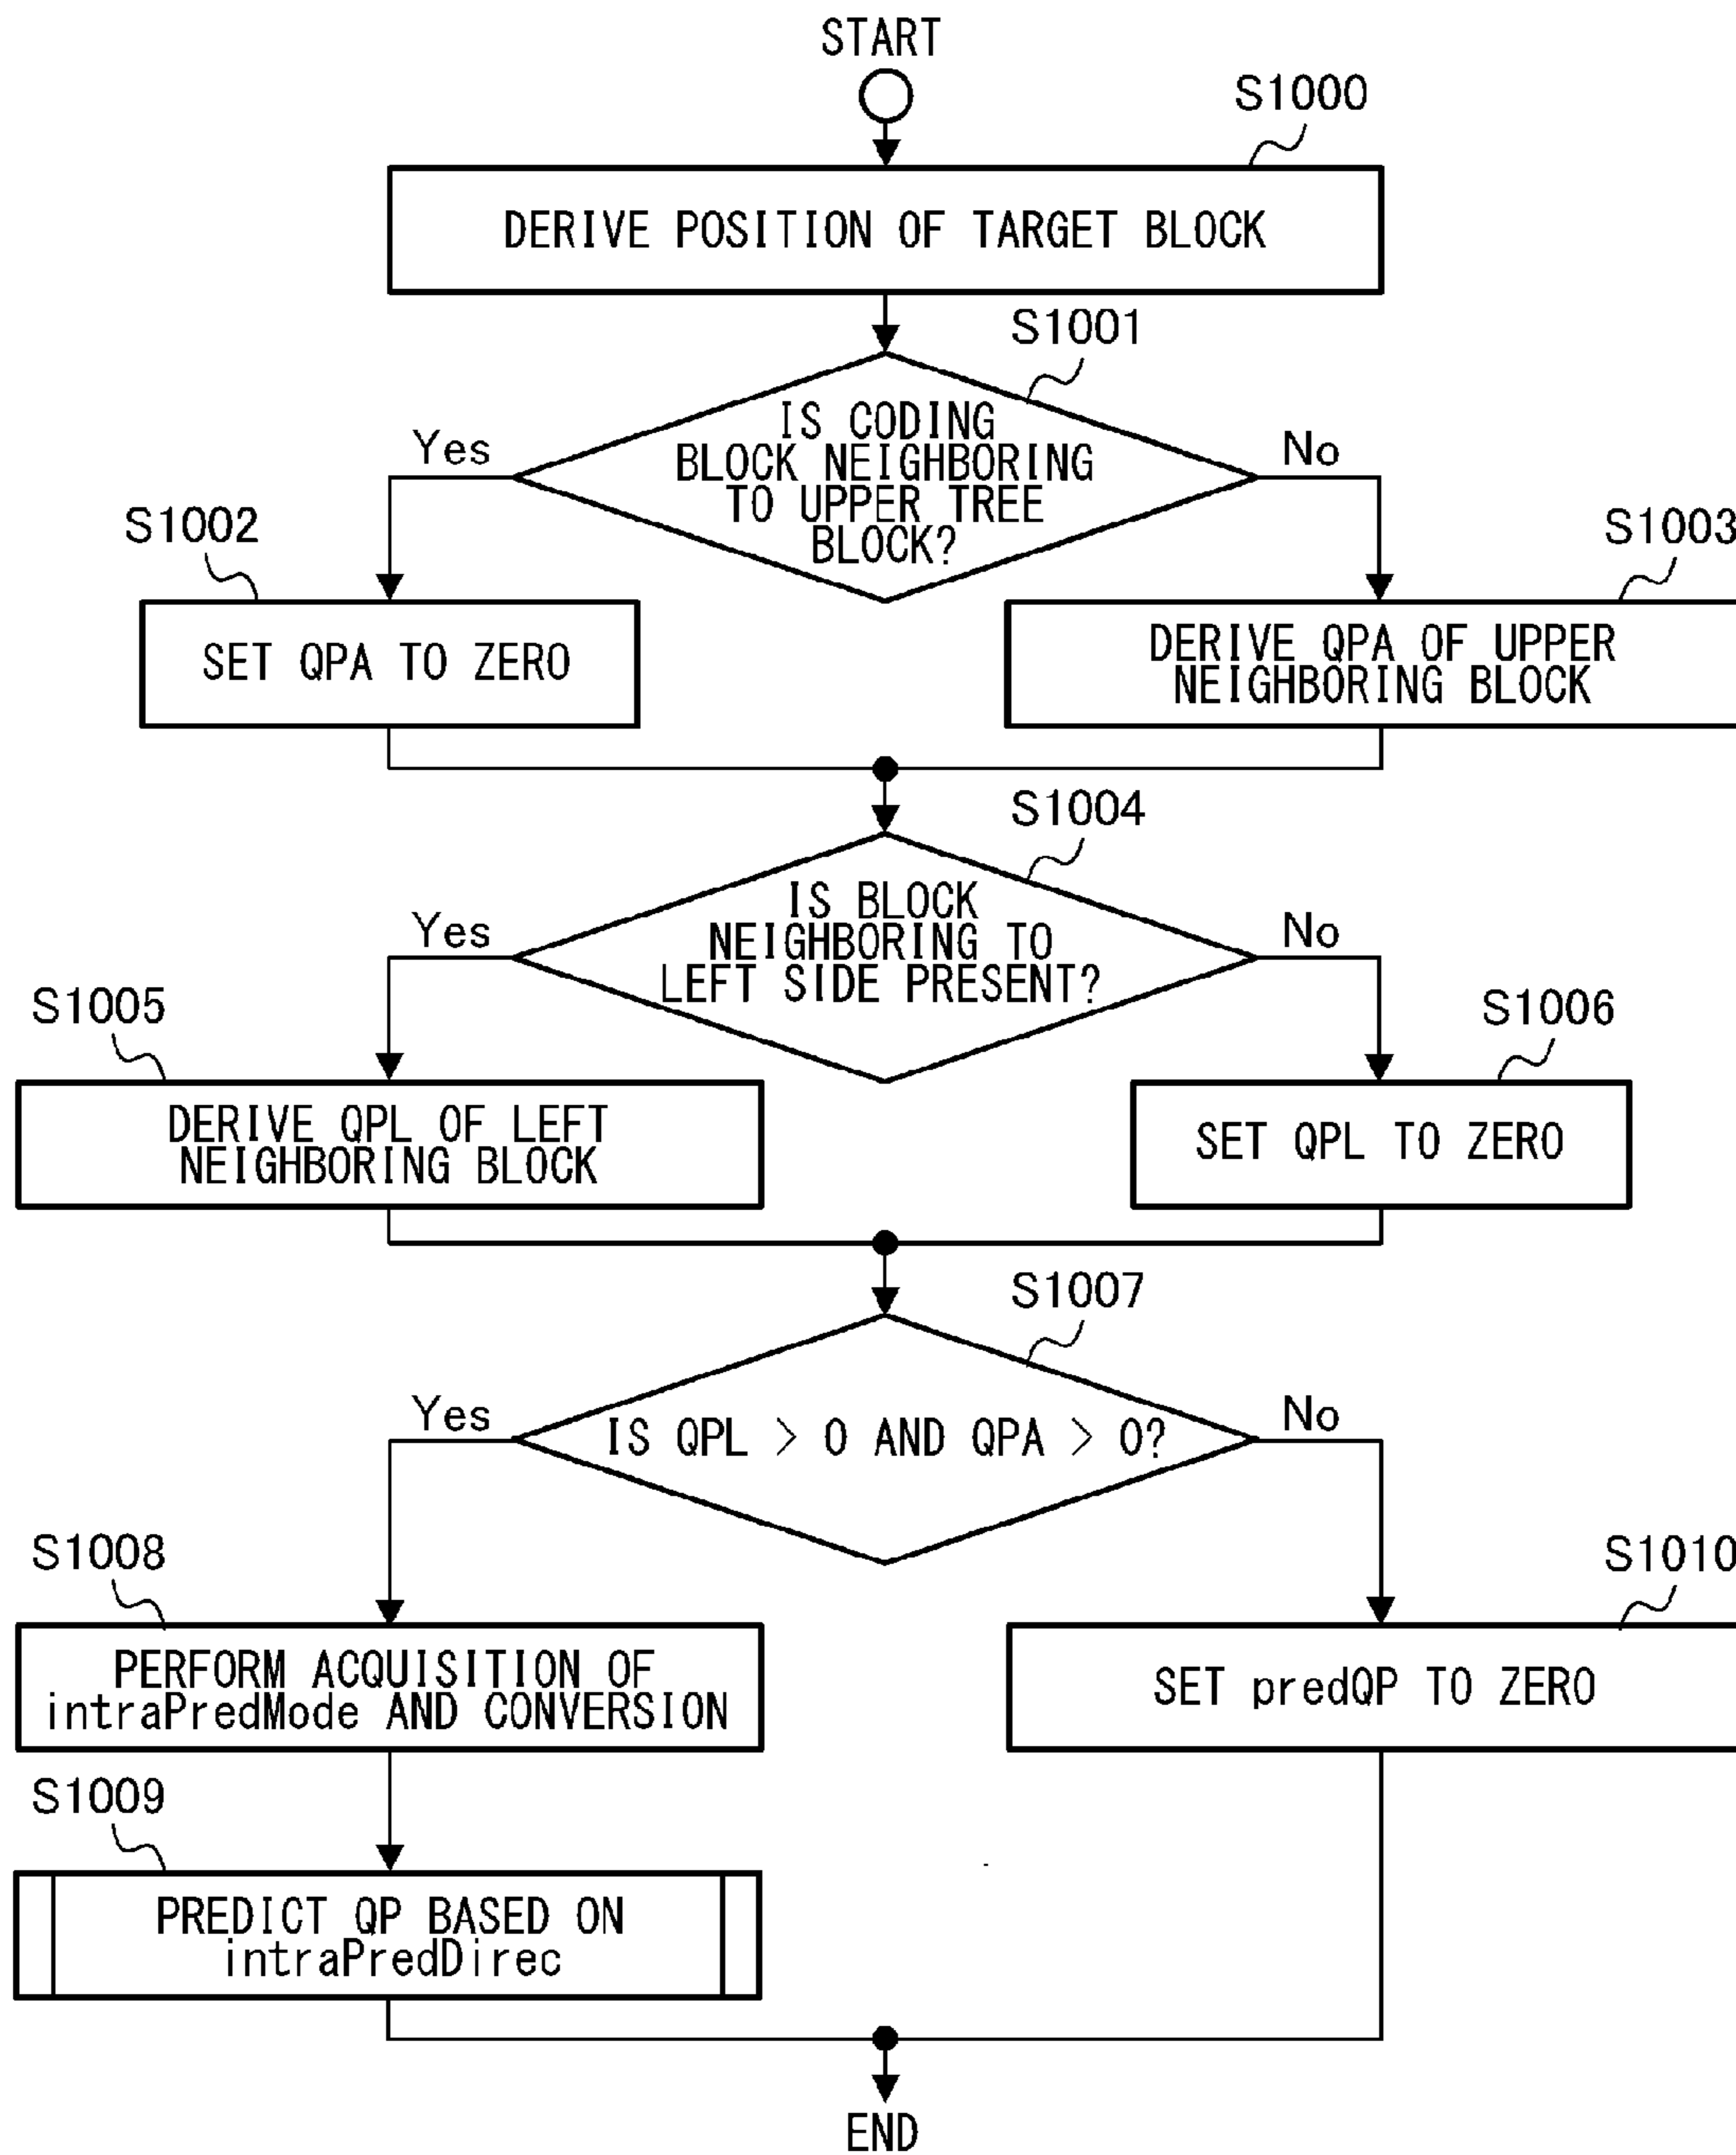 START
S1000
DERIVE POSITION OF TARGET BLOCK
S1001
IS CODING
BLOCK NEIGHBORING
TO UPPER TREE
BLOCK?
Yes
No
S1002
SET QPA TO ZERO
S1003
DERIVE QPA OF UPPER
NEIGHBORING BLOCK
S1004
IS BLOCK
NEIGHBORING TO
LEFT SIDE PRESENT?
Yes
No
S1005
DERIVE QPL OF LEFT
NEIGHBORING BLOCK
S1006
SET QPL TO ZERO
S1007
IS QPL > 0 AND QPA > 0?
Yes
No
S1008
PERFORM ACQUISITION OF
intraPredMode AND CONVERSION
S1010
SET predQP TO ZERO
S1009
PREDICT QP BASED ON
intraPredDirec
END